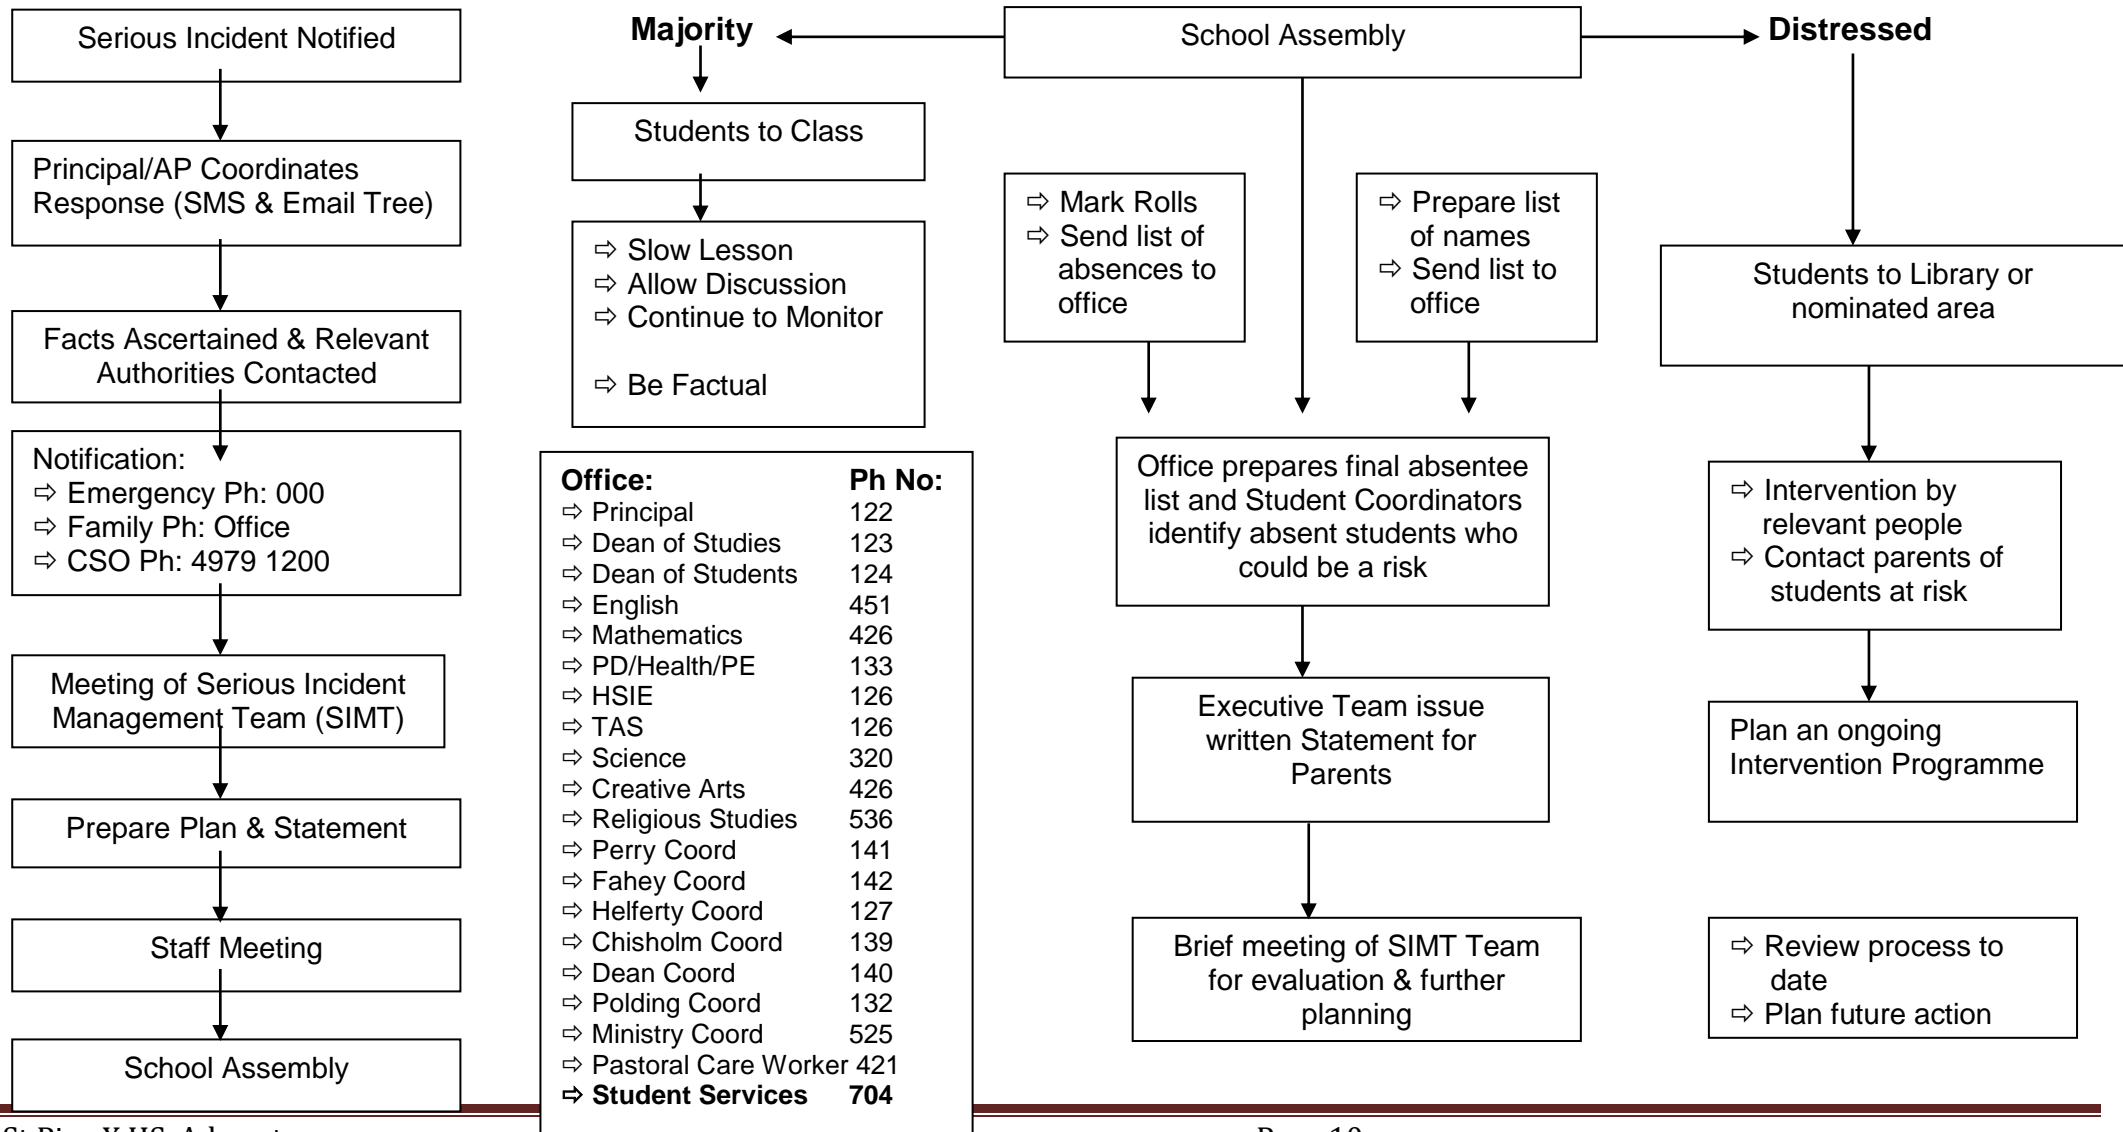 Serious Incident Notified
Principal/AP Coordinates
Response (SMS & Email Tree)
Facts Ascertained & Relevant
Authorities Contacted
Notification:
⇨ Emergency Ph: 000
⇨ Family Ph: Office
⇨ CSO Ph: 4979 1200
Meeting of Serious Incident
Management Team (SIMT)
Prepare Plan & Statement
Staff Meeting
School Assembly
Majority
Students to Class
⇨ Slow Lesson
⇨ Allow Discussion
⇨ Continue to Monitor
⇨ Be Factual
Office: Ph No:
⇨ Principal 122
⇨ Dean of Studies 123
⇨ Dean of Students 124
⇨ English 451
⇨ Mathematics 426
⇨ PD/Health/PE 133
⇨ HSIE 126
⇨ TAS 126
⇨ Science 320
⇨ Creative Arts 426
⇨ Religious Studies 536
⇨ Perry Coord 141
⇨ Fahey Coord 142
⇨ Helferty Coord 127
⇨ Chisholm Coord 139
⇨ Dean Coord 140
⇨ Polding Coord 132
⇨ Ministry Coord 525
⇨ Pastoral Care Worker 421
⇨ Student Services 704
School Assembly
⇨ Mark Rolls
⇨ Send list of
absences to
office
⇨ Prepare list
of names
⇨ Send list to
office
Office prepares final absentee
list and Student Coordinators
identify absent students who
could be a risk
Executive Team issue
written Statement for
Parents
Brief meeting of SIMT Team
for evaluation & further
planning
Distressed
Students to Library or
nominated area
⇨ Intervention by
relevant people
⇨ Contact parents of
students at risk
Plan an ongoing
Intervention Programme
⇨ Review process to
date
⇨ Plan future action